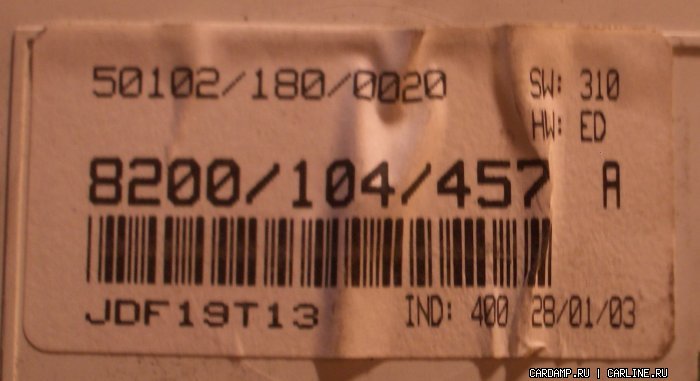 50102/180/0020 SW: 310
HW: ED
8200/104/457 A
JDF19T13 IND: 400 28/01/03
CARDAMP.RU | CARLINE.RU